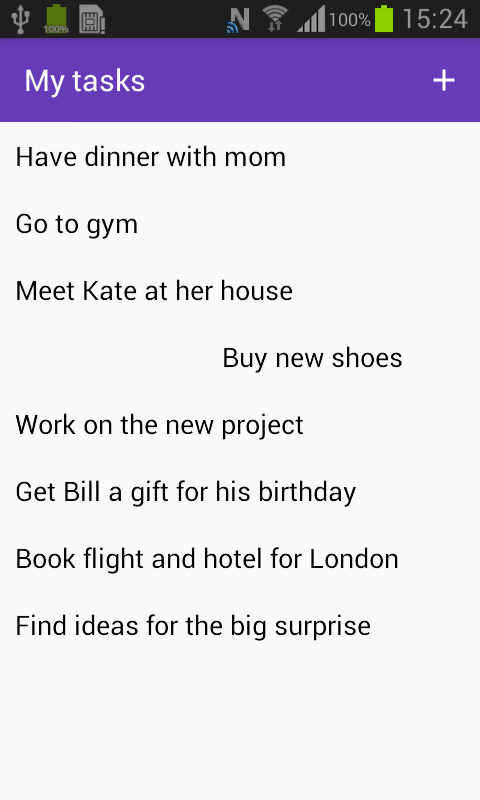 100%
100%
15:24
My tasks
+
Have dinner with mom
Go to gym
Meet Kate at her house
Buy new shoes
Work on the new project
Get Bill a gift for his birthday
Book flight and hotel for London
Find ideas for the big surprise